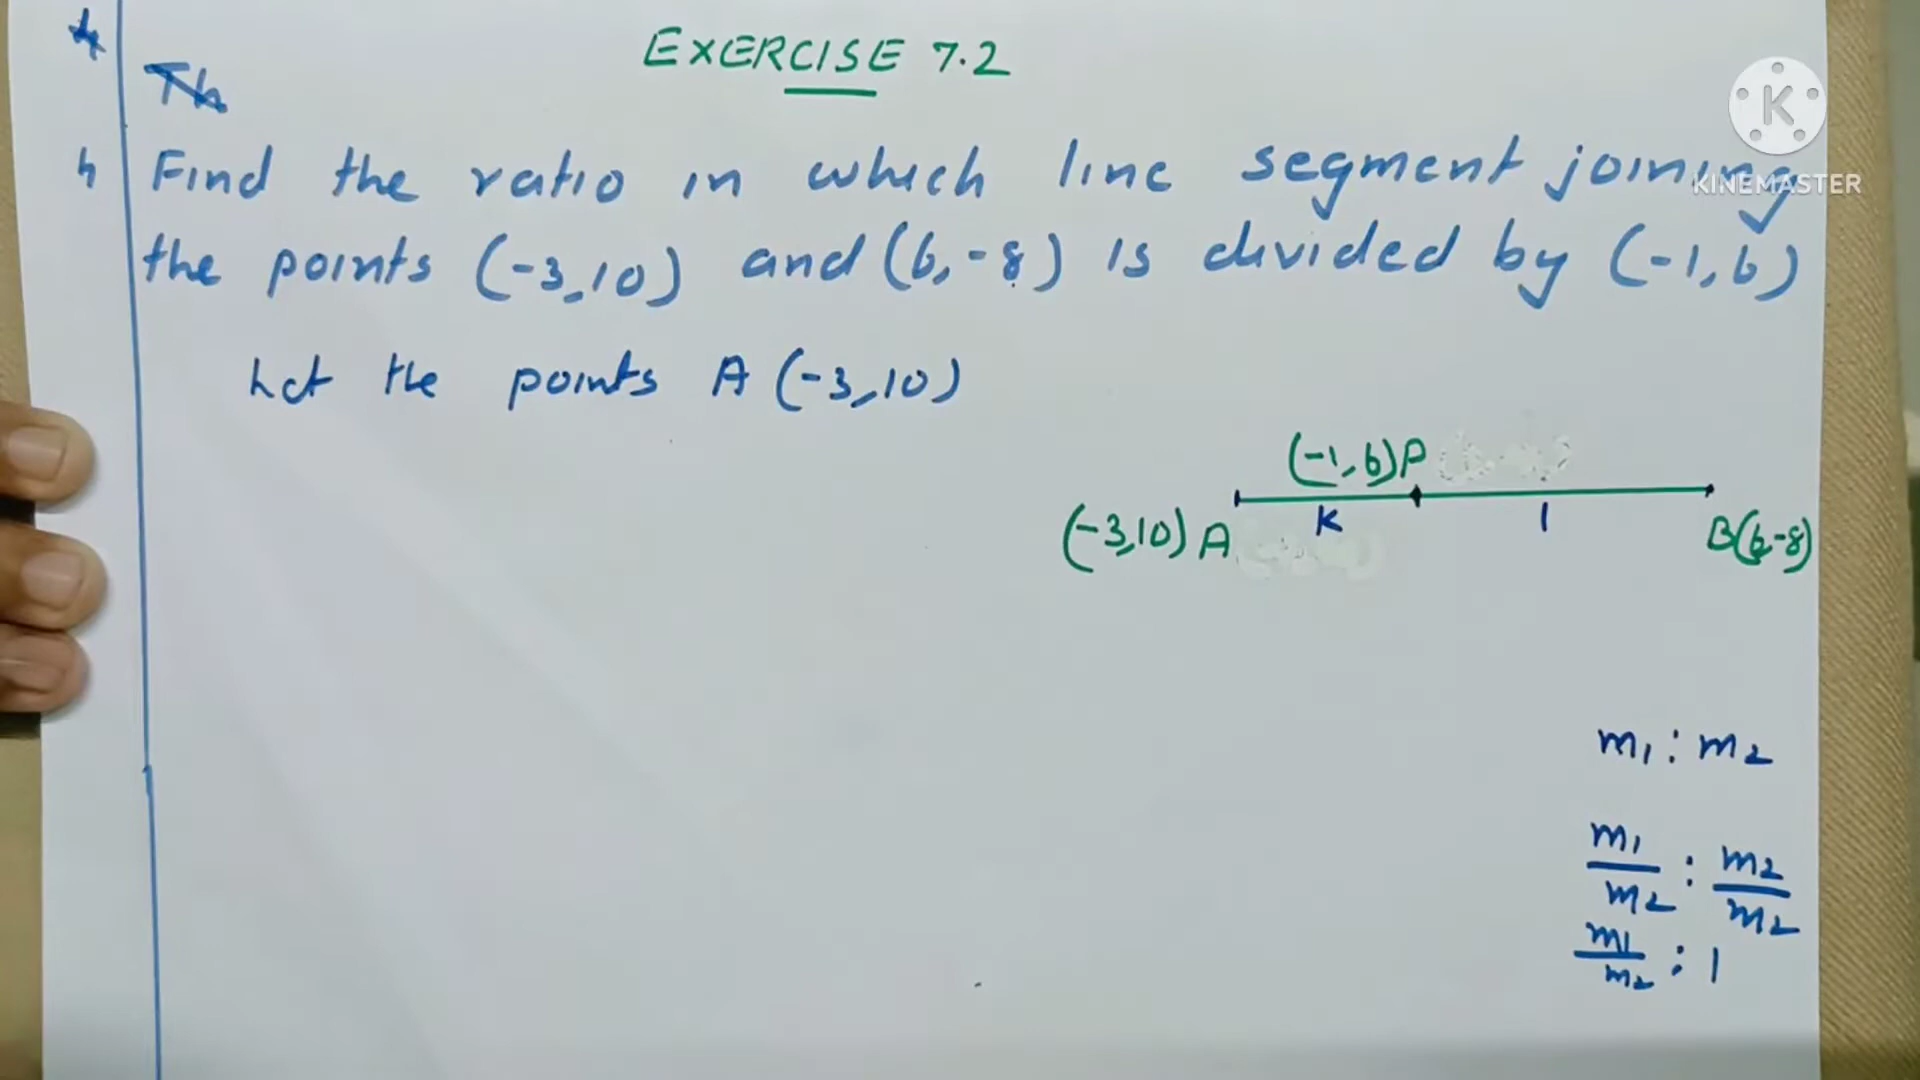 EXERCISE 7.2
Th
4 Find the ratio in which line segment joining
the points (-3,10) and (6,-8) is divided by (-1,6)
Let the points A (-3,10)
(-1,6)P
K 1
(-3,10) A B(6,-8)
m1 : m2
m1/m2 : m2/m2
m1/m2 : 1
K
KINEMASTER